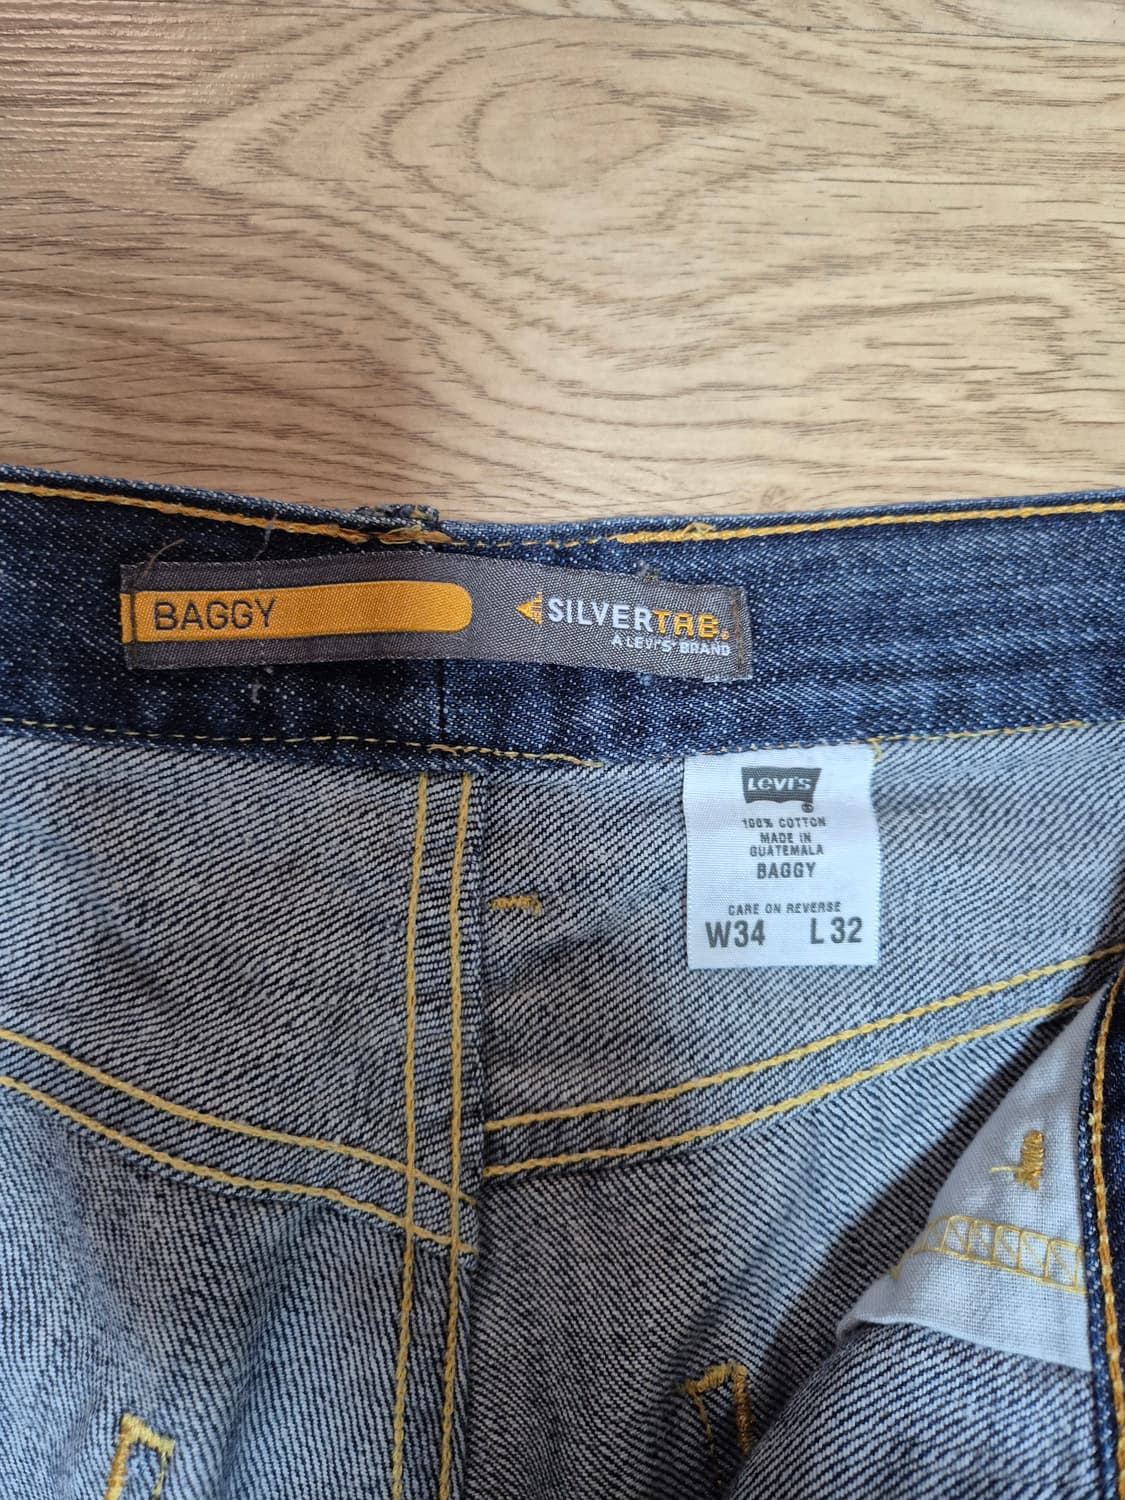 BAGGY
SILVERTAB.
A LEVI'S BRAND
LEVI'S
100% COTTON
MADE IN
GUATEMALA
BAGGY
CARE ON REVERSE
W34 L32